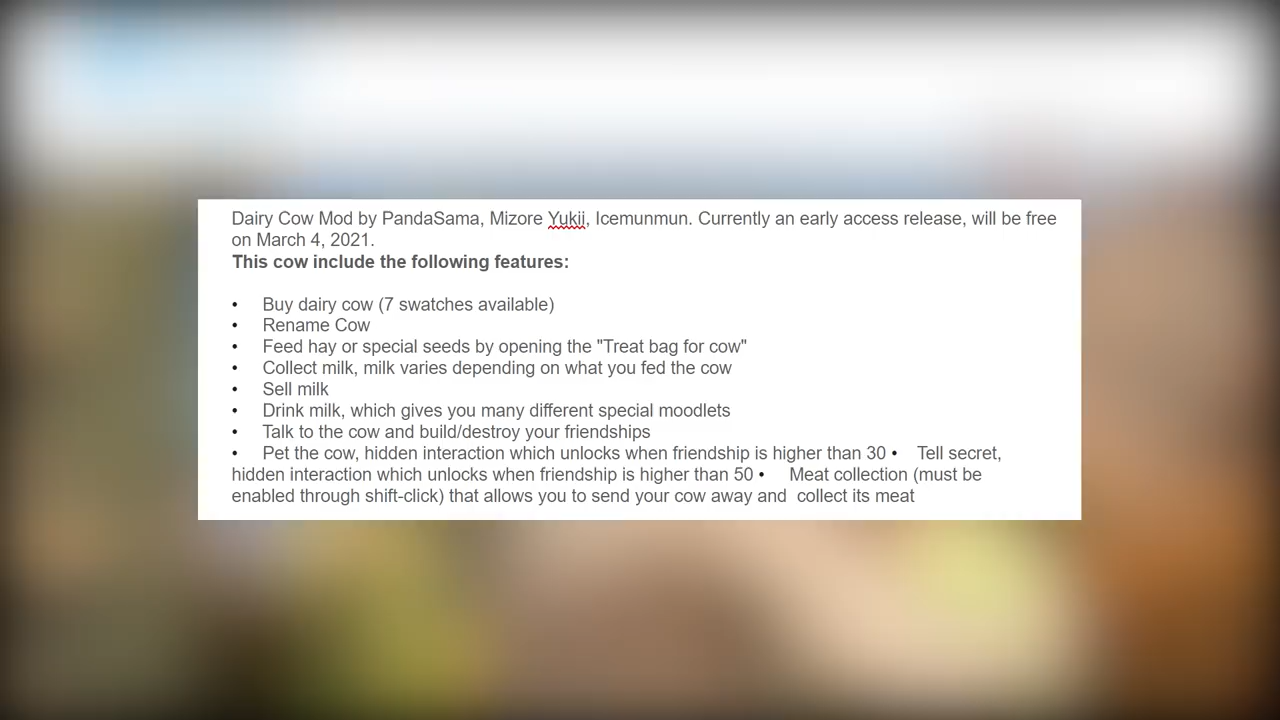 Dairy Cow Mod by PandaSama, Mizore Yukii, Icemunmun. Currently an early access release, will be free
on March 4, 2021.
This cow include the following features:
• Buy dairy cow (7 swatches available)
• Rename Cow
• Feed hay or special seeds by opening the "Treat bag for cow"
• Collect milk, milk varies depending on what you fed the cow
• Sell milk
• Drink milk, which gives you many different special moodlets
• Talk to the cow and build/destroy your friendships
• Pet the cow, hidden interaction which unlocks when friendship is higher than 30 • Tell secret,
hidden interaction which unlocks when friendship is higher than 50 • Meat collection (must be
enabled through shift-click) that allows you to send your cow away and  collect its meat